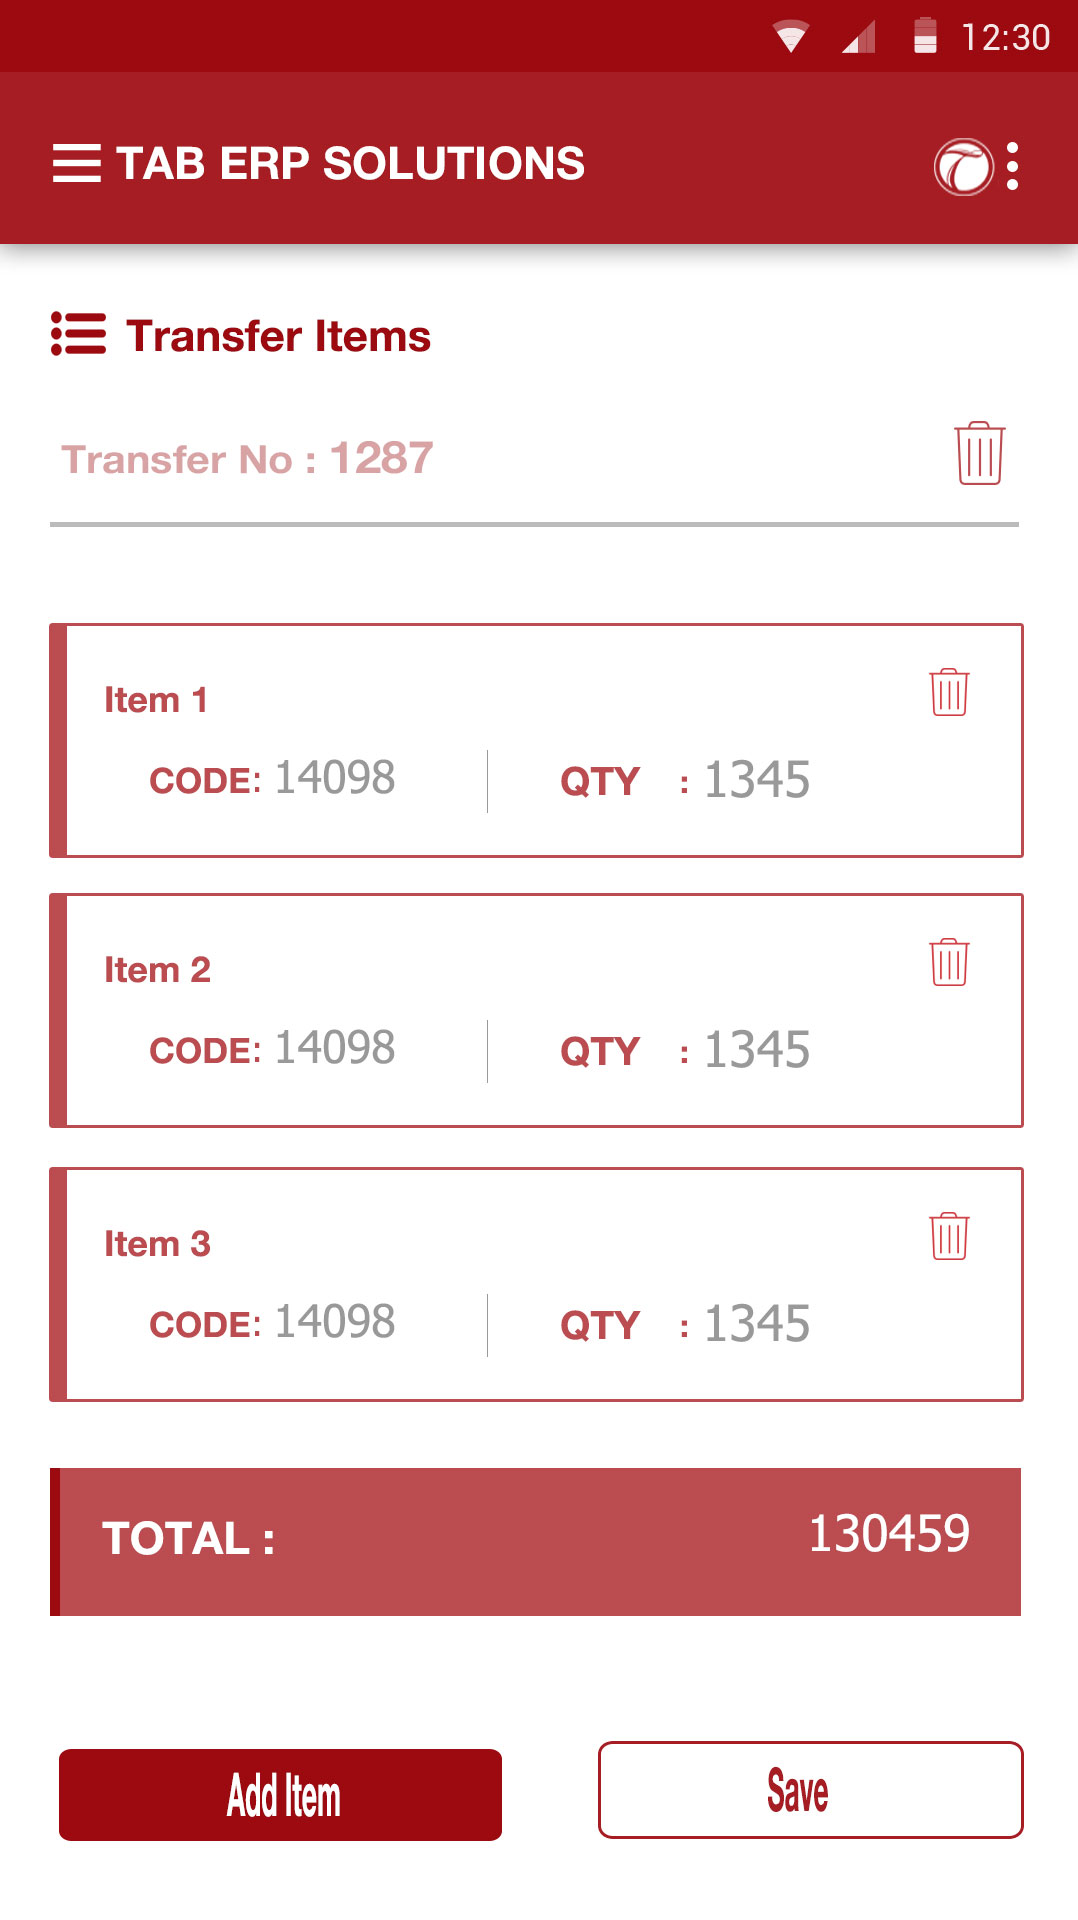 12:30
TAB ERP SOLUTIONS
Transfer Items
Transfer No : 1287
Item 1
CODE: 14098 QTY : 1345
Item 2
CODE: 14098 QTY : 1345
Item 3
CODE: 14098 QTY : 1345
TOTAL : 130459
Add Item Save